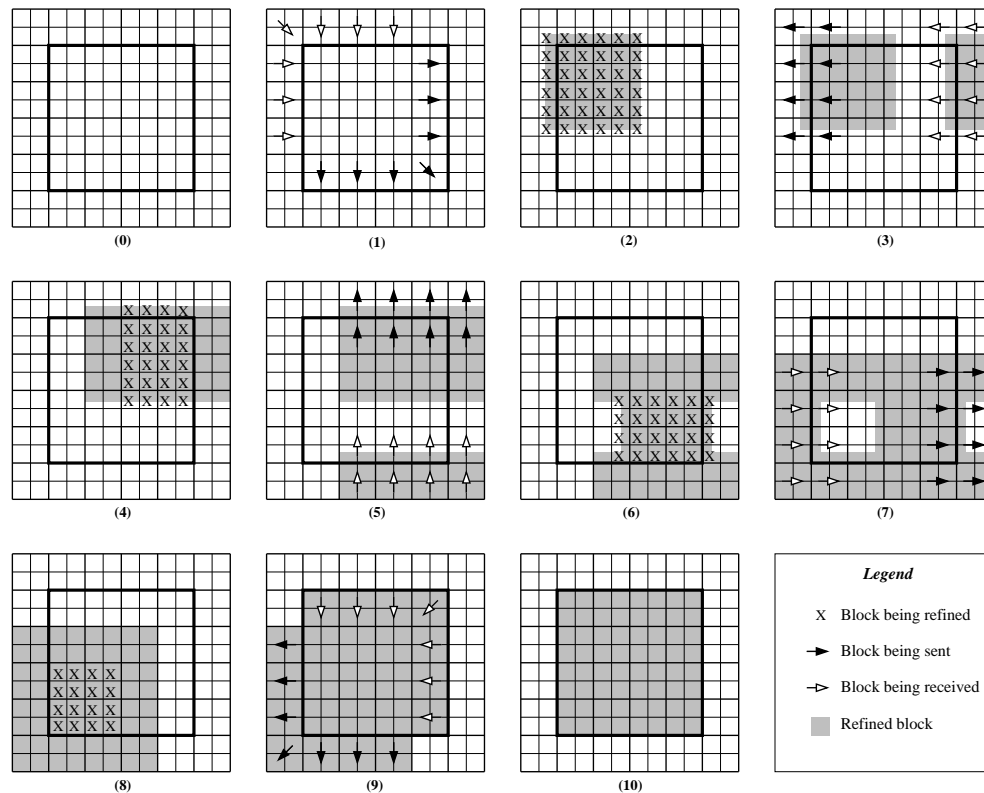 (0) (1) (2) (3)
X X X X X X
X X X X X X
X X X X X X
X X X X X X
X X X X X X
X X X X X X
(4) (5) (6) (7)
X X X X
X X X X
X X X X
X X X X
X X X X
X X X X
X X X X X X
X X X X X X
X X X X X X
X X X X X X
(8) (9) (10)
X X X X
X X X X
X X X X
X X X X
Legend
X Block being refined
Block being sent
Block being received
Refined block